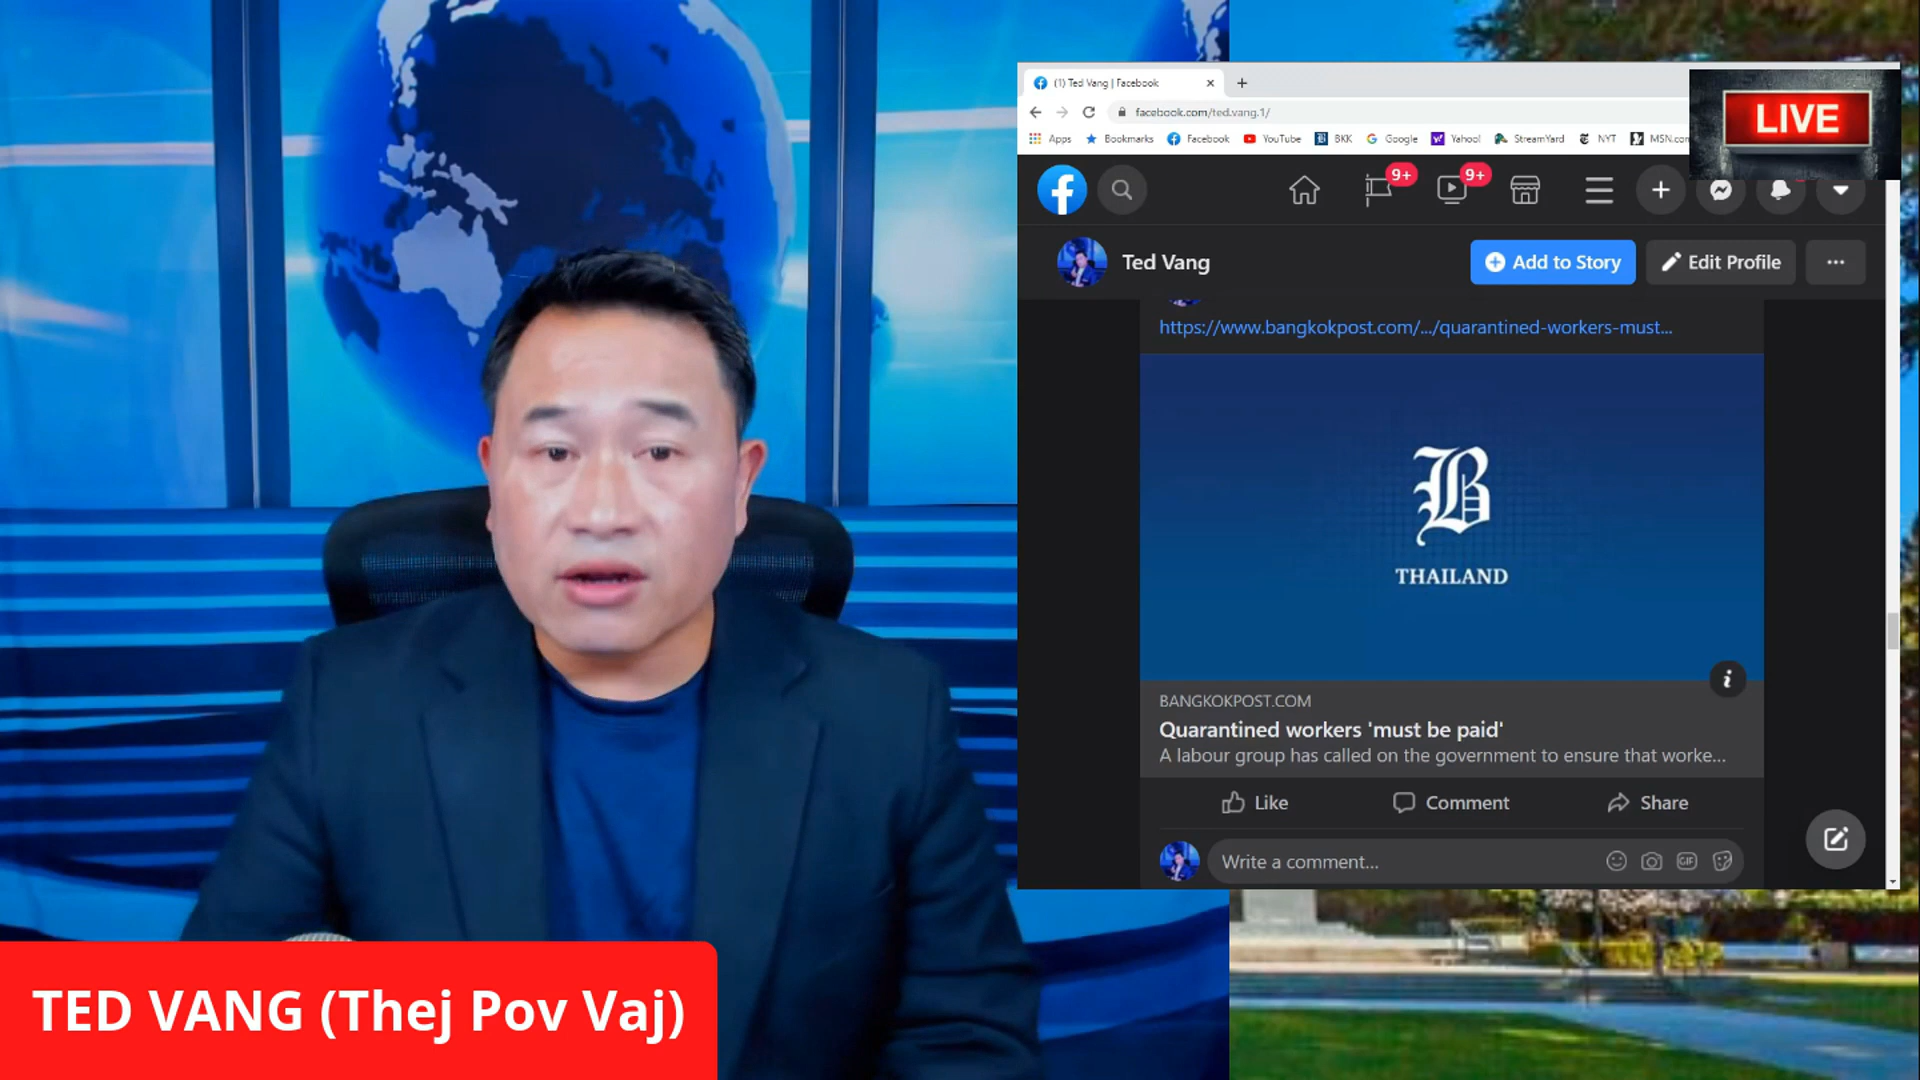 (1) Ted Vang | Facebook
facebook.com/ted.vang.1/
Apps Bookmarks Facebook YouTube BKK Google Yahoo! StreamYard NYT MSN.com
LIVE
9+ 9+
Ted Vang
Add to Story
Edit Profile
https://www.bangkokpost.com/.../quarantined-workers-must...
B
THAILAND
BANGKOKPOST.COM
Quarantined workers 'must be paid'
A labour group has called on the government to ensure that worke...
Like Comment Share
Write a comment...
GIF
TED VANG (Thej Pov Vaj)